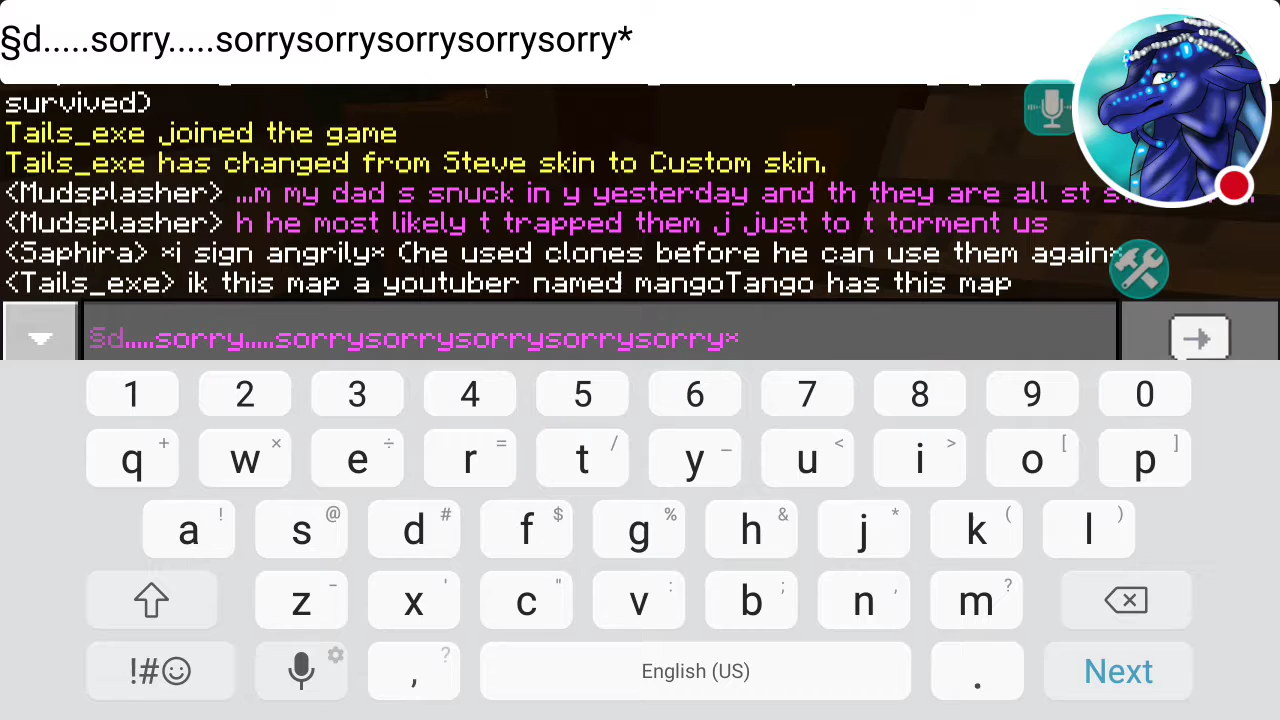 §d.....sorry.....sorrysorrysorrysorrysorry*
survived)
Tails_exe joined the game
Tails_exe has changed from Steve skin to Custom skin.
<Mudsplasher> ...m my dad s snuck in y yesterday and th they are all st
<Mudsplasher> h he most likely t trapped them j just to t torment us
<Saphira> *i sign angrily* (he used clones before he can use them again*
<Tails_exe> ik this map a youtuber named mangoTango has this map
§d.....sorry.....sorrysorrysorrysorrysorry*
1 2 3 4 5 6 7 8 9 0
q + w × e ÷ r = t / y _ u < i > o [ p ]
a ! s @ d # f $ g % h & j * k ( l )
z - x ' c " v : b ; n , m ?
!#☺ , ? English (US) . Next